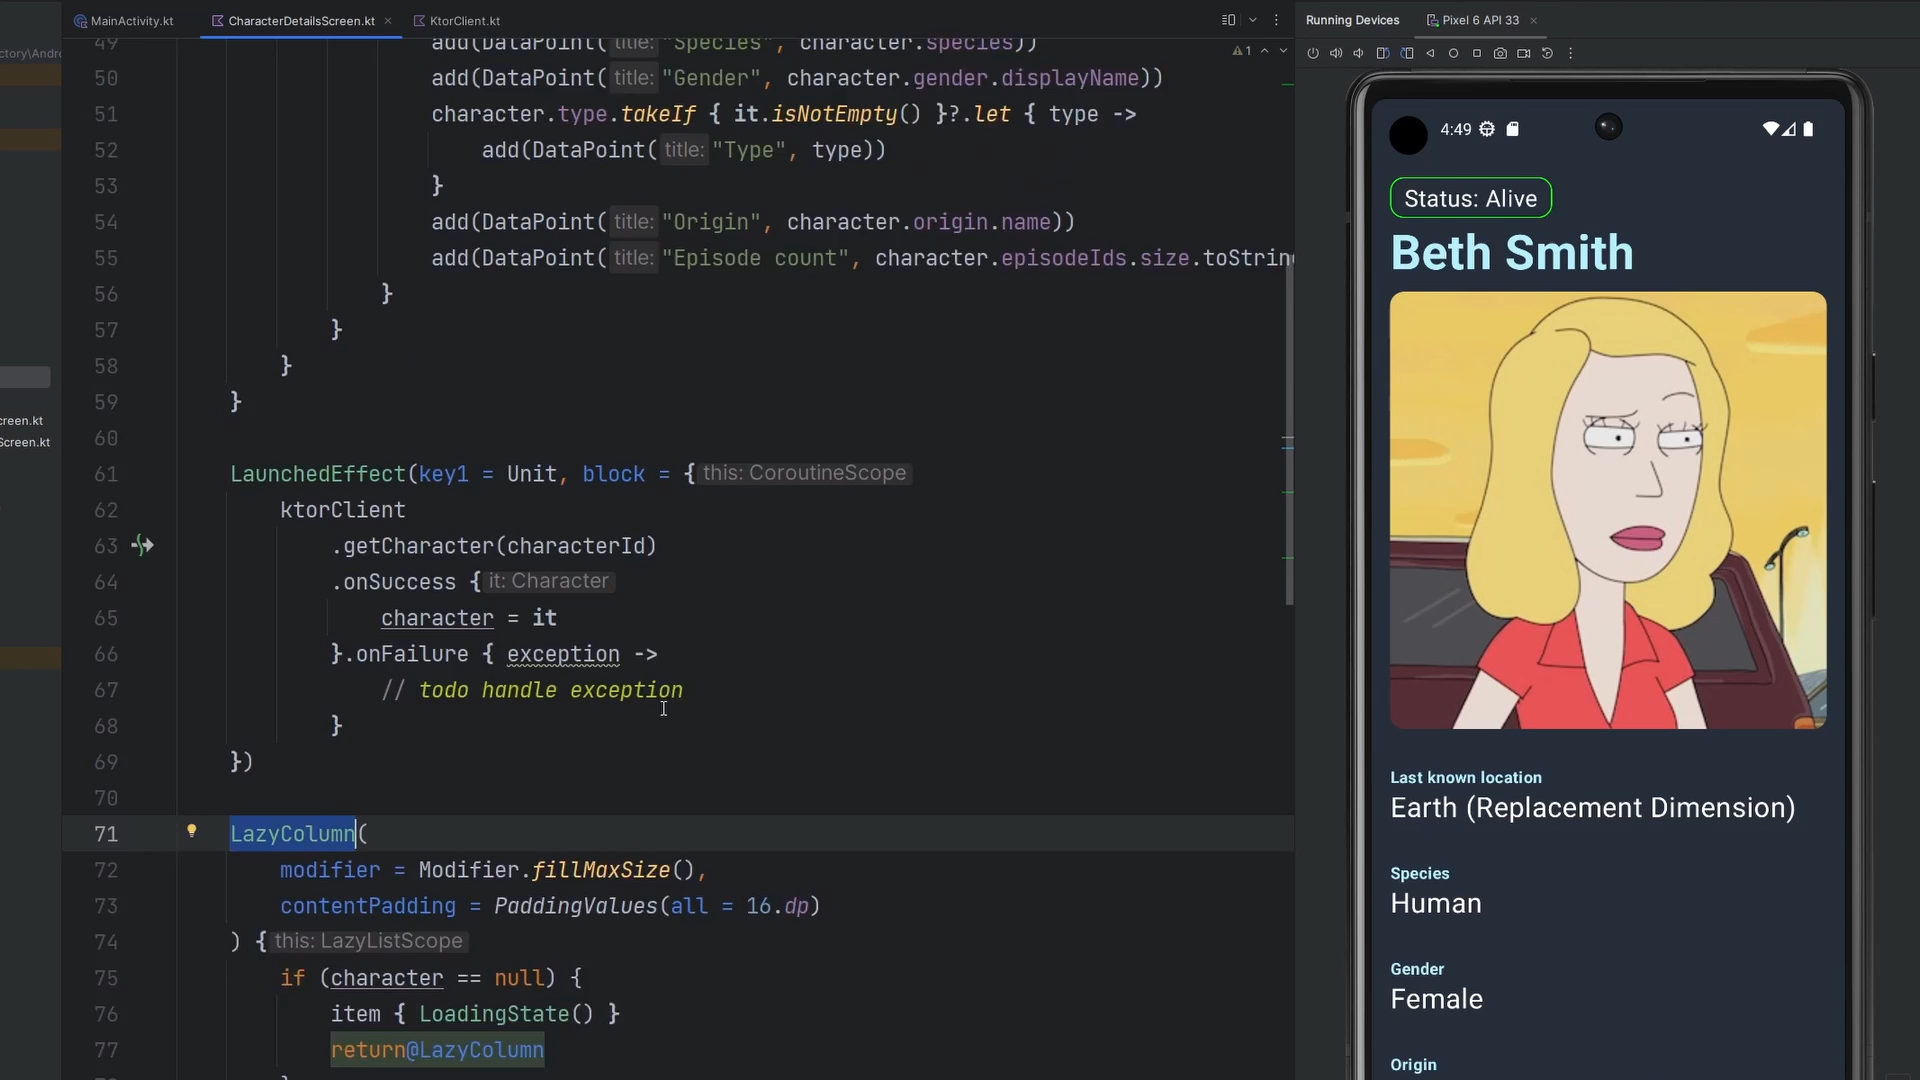 MainActivity.kt
CharacterDetailsScreen.kt
KtorClient.kt
Running Devices
Pixel 6 API 33
ctory/Andro
creen.kt
Screen.kt
1
49 add(DataPoint( title: "Species", character.species))
50 add(DataPoint( title: "Gender", character.gender.displayName))
51 character.type.takeIf { it.isNotEmpty() }?.let { type ->
52 add(DataPoint( title: "Type", type))
53 }
54 add(DataPoint( title: "Origin", character.origin.name))
55 add(DataPoint( title: "Episode count", character.episodeIds.size.toString
56 }
57 }
58 }
59 }
60
61 LaunchedEffect(key1 = Unit, block = { this: CoroutineScope
62 ktorClient
63 .getCharacter(characterId)
64 .onSuccess { it: Character
65 character = it
66 }.onFailure { exception ->
67 // todo handle exception
68 }
69 })
70
71 LazyColumn(
72 modifier = Modifier.fillMaxSize(),
73 contentPadding = PaddingValues(all = 16.dp)
74 ) { this: LazyListScope
75 if (character == null) {
76 item { LoadingState() }
77 return@LazyColumn
4:49
Status: Alive
Beth Smith
Last known location
Earth (Replacement Dimension)
Species
Human
Gender
Female
Origin